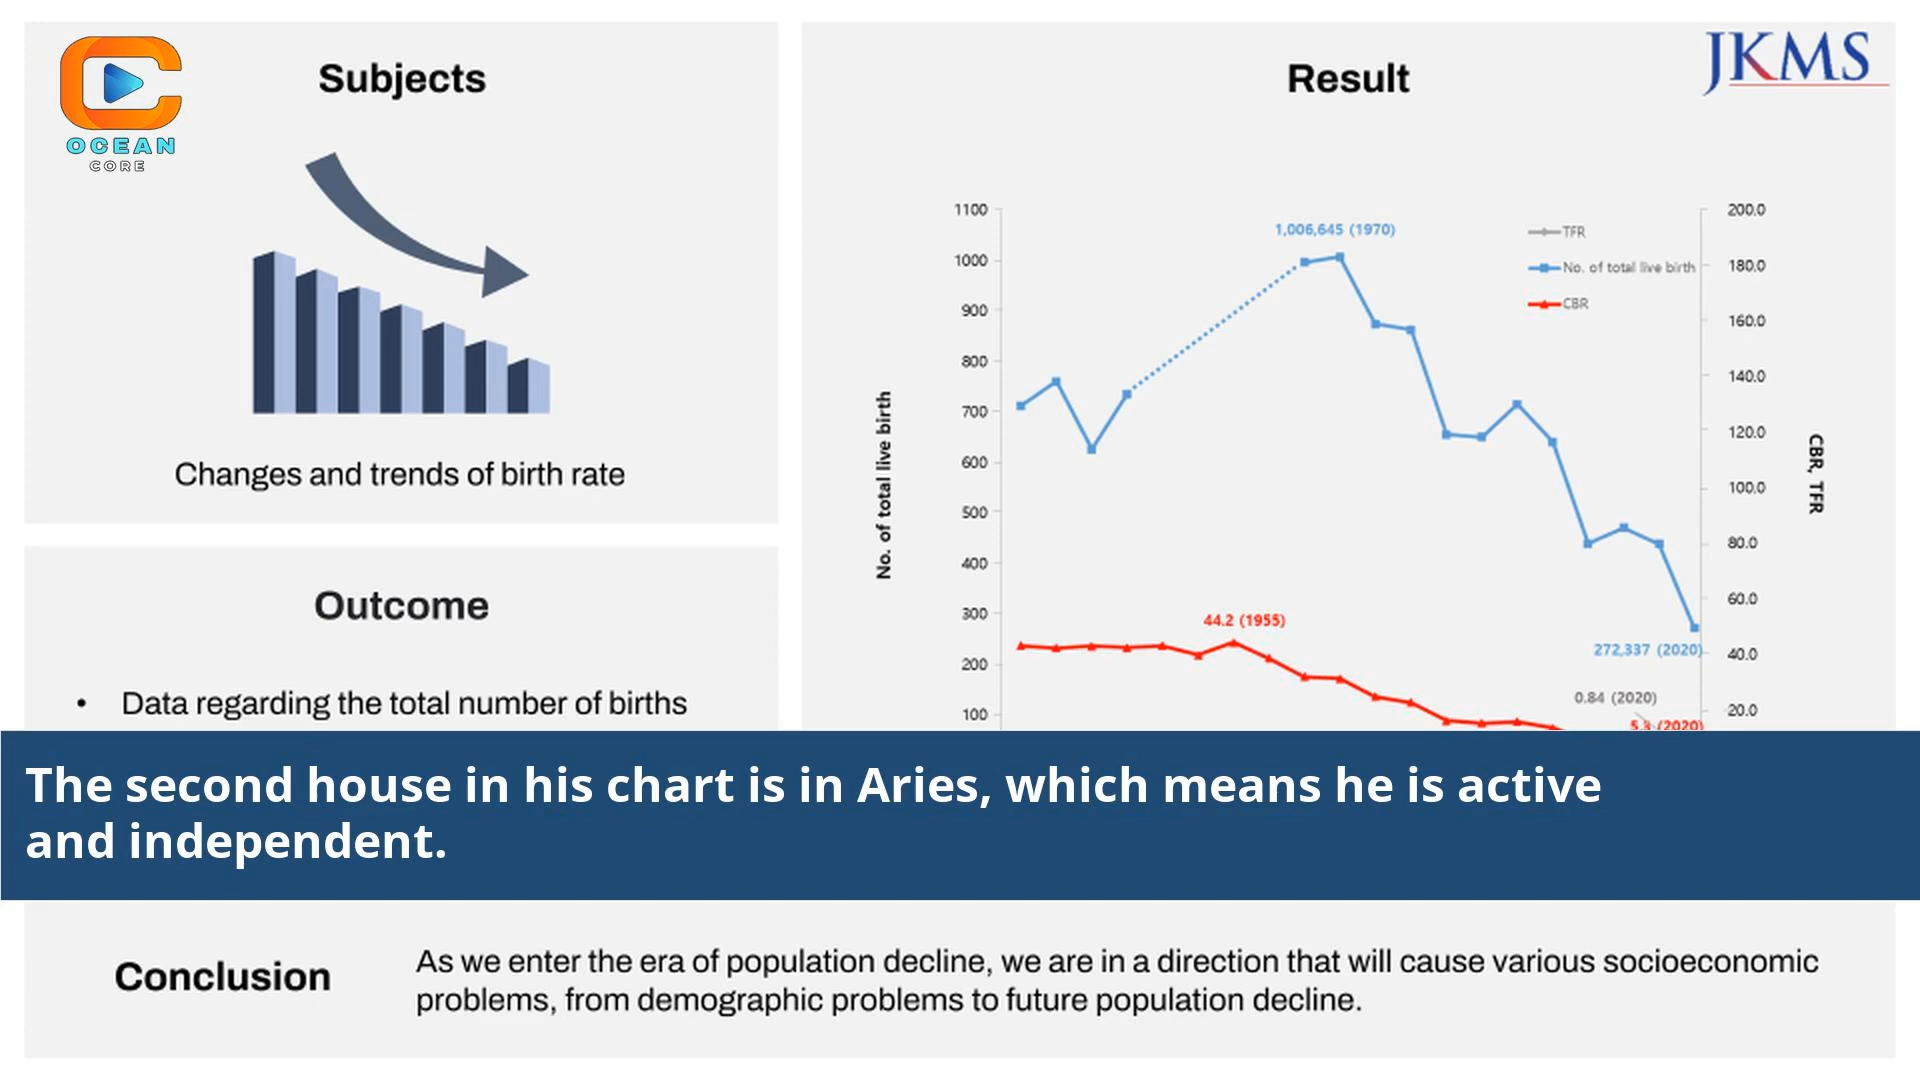 OCEAN
CORE
Subjects
Changes and trends of birth rate
Outcome
• Data regarding the total number of births
Result
JKMS
1100
1000
900
800
700
600
500
400
300
200
100
No. of total live birth
1,006,645 (1970)
TFR
No. of total live birth
CBR
44.2 (1955)
272,337 (2020)
0.84 (2020)
5.3 (2020)
200.0
180.0
160.0
140.0
120.0
100.0
80.0
60.0
40.0
20.0
CBR, TFR
The second house in his chart is in Aries, which means he is active
and independent.
Conclusion
As we enter the era of population decline, we are in a direction that will cause various socioeconomic
problems, from demographic problems to future population decline.